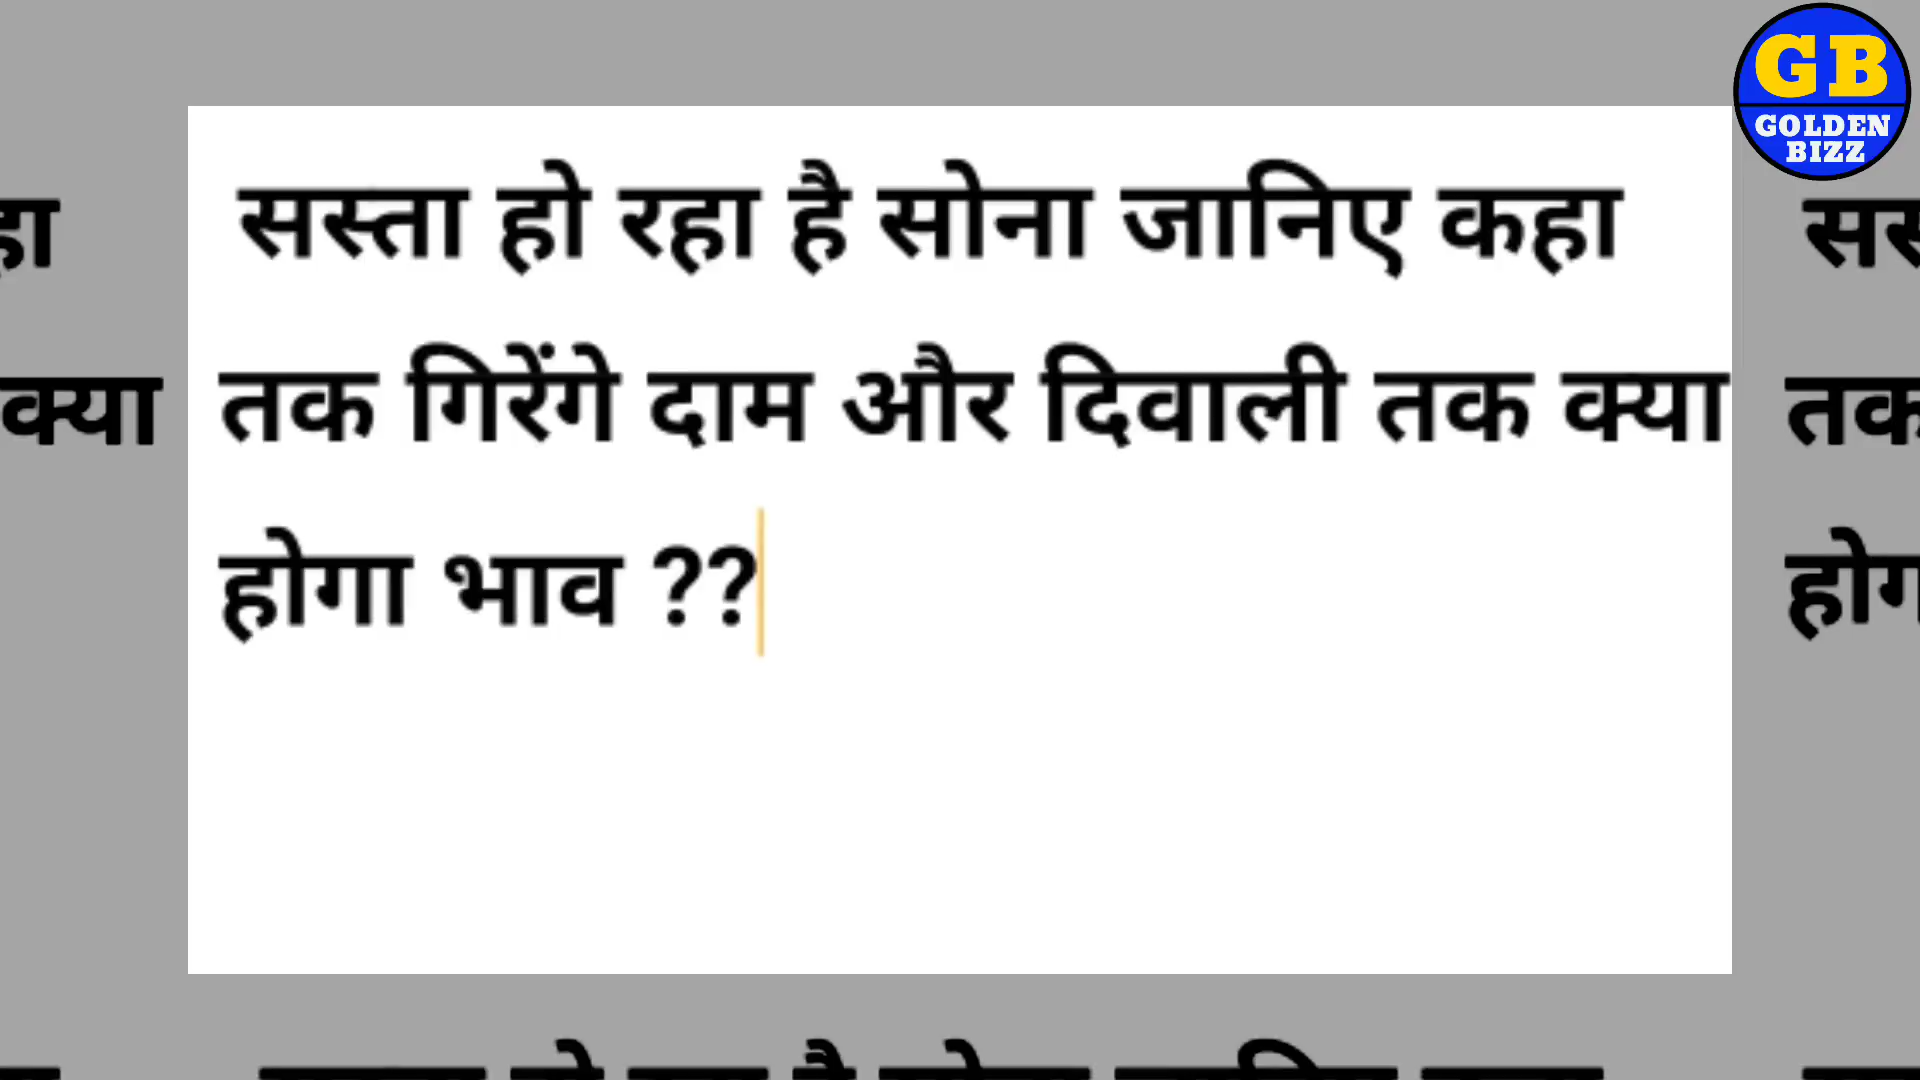 GB
GOLDEN
BIZZ
सस्ता हो रहा है सोना जानिए कहा
तक गिरेंगे दाम और दिवाली तक क्या
होगा भाव ??